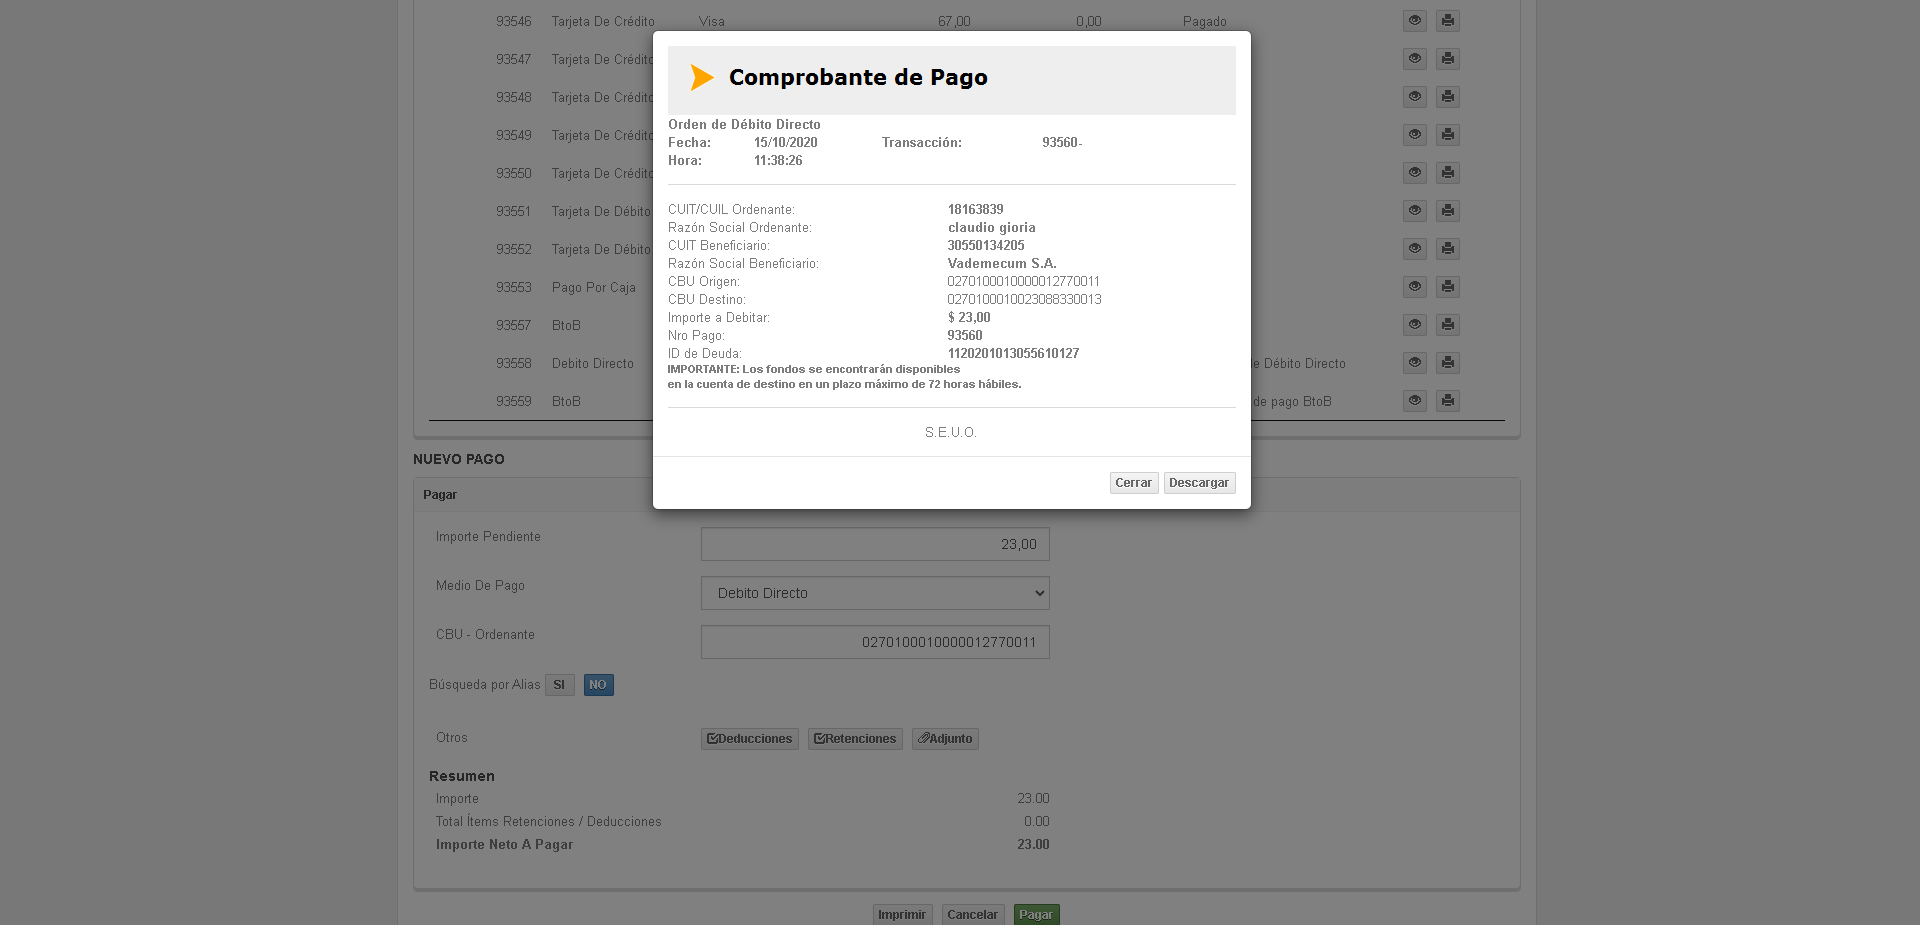 93546 Tarjeta De Crédito Visa 67,00 0,00 Pagado
93547 Tarjeta De Crédito
93548 Tarjeta De Crédito
93549 Tarjeta De Crédito
93550 Tarjeta De Crédito
93551 Tarjeta De Débito
93552 Tarjeta De Débito
93553 Pago Por Caja
93557 BtoB
93558 Debito Directo de Débito Directo
93559 BtoB de pago BtoB
Comprobante de Pago
Orden de Débito Directo
Fecha: 15/10/2020 Transacción: 93560-
Hora: 11:38:26
CUIT/CUIL Ordenante: 18163839
Razón Social Ordenante: claudio gioria
CUIT Beneficiario: 30550134205
Razón Social Beneficiario: Vademecum S.A.
CBU Origen: 0270100010000012770011
CBU Destino: 0270100010023088330013
Importe a Debitar: $ 23,00
Nro Pago: 93560
ID de Deuda: 1120201013055610127
IMPORTANTE: Los fondos se encontrarán disponibles
en la cuenta de destino en un plazo máximo de 72 horas hábiles.
S.E.U.O.
Cerrar Descargar
NUEVO PAGO
Pagar
Importe Pendiente 23,00
Medio De Pago Debito Directo
CBU - Ordenante 0270100010000012770011
Búsqueda por Alias SI NO
Otros Deducciones Retenciones Adjunto
Resumen
Importe 23.00
Total Ítems Retenciones / Deducciones 0.00
Importe Neto A Pagar 23.00
Imprimir Cancelar Pagar